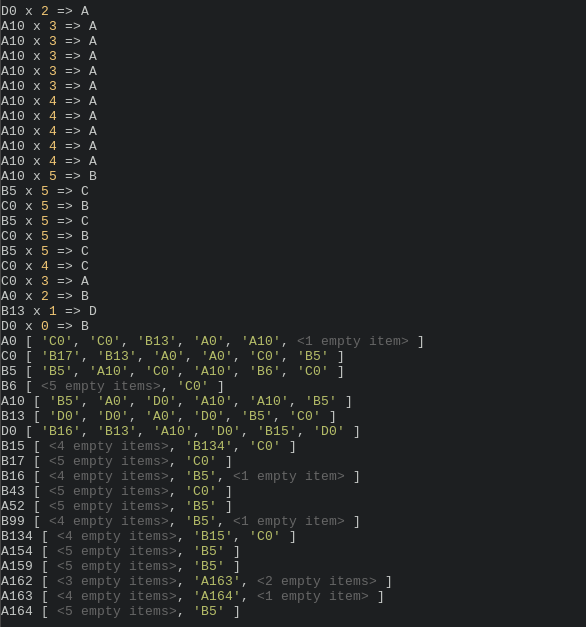 D0 x 2 => A
A10 x 3 => A
A10 x 3 => A
A10 x 3 => A
A10 x 3 => A
A10 x 3 => A
A10 x 4 => A
A10 x 4 => A
A10 x 4 => A
A10 x 4 => A
A10 x 4 => A
A10 x 5 => B
B5 x 5 => C
C0 x 5 => B
B5 x 5 => C
C0 x 5 => B
B5 x 5 => C
C0 x 4 => C
C0 x 3 => A
A0 x 2 => B
B13 x 1 => D
D0 x 0 => B
A0 [ 'C0', 'C0', 'B13', 'A0', 'A10', <1 empty item> ]
C0 [ 'B17', 'B13', 'A0', 'A0', 'C0', 'B5' ]
B5 [ 'B5', 'A10', 'C0', 'A10', 'B6', 'C0' ]
B6 [ <5 empty items>, 'C0' ]
A10 [ 'B5', 'A0', 'D0', 'A10', 'A10', 'B5' ]
B13 [ 'D0', 'D0', 'A0', 'D0', 'B5', 'C0' ]
D0 [ 'B16', 'B13', 'A10', 'D0', 'B15', 'D0' ]
B15 [ <4 empty items>, 'B134', 'C0' ]
B17 [ <5 empty items>, 'C0' ]
B16 [ <4 empty items>, 'B5', <1 empty item> ]
B43 [ <5 empty items>, 'C0' ]
A52 [ <5 empty items>, 'B5' ]
B99 [ <4 empty items>, 'B5', <1 empty item> ]
B134 [ <4 empty items>, 'B15', 'C0' ]
A154 [ <5 empty items>, 'B5' ]
A159 [ <5 empty items>, 'B5' ]
A162 [ <3 empty items>, 'A163', <2 empty items> ]
A163 [ <4 empty items>, 'A164', <1 empty item> ]
A164 [ <5 empty items>, 'B5' ]